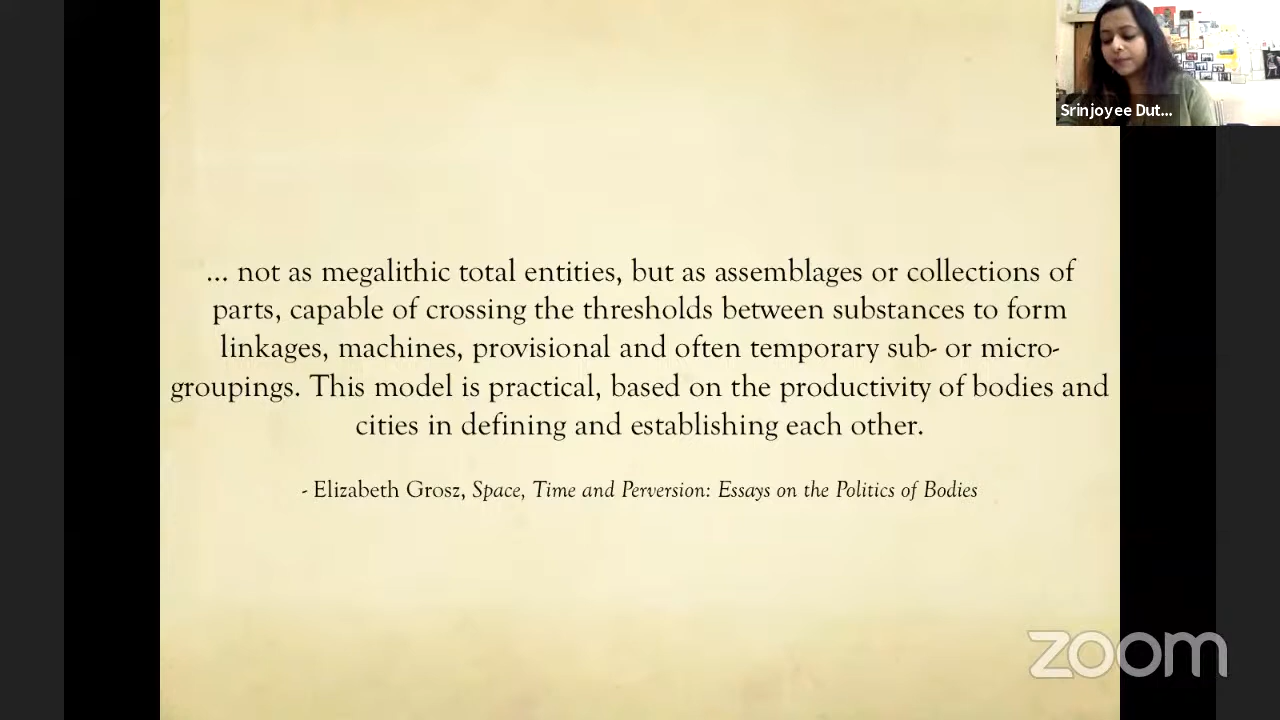 Srinjoyee Dut...
... not as megalithic total entities, but as assemblages or collections of
parts, capable of crossing the thresholds between substances to form
linkages, machines, provisional and often temporary sub- or micro-
groupings. This model is practical, based on the productivity of bodies and
cities in defining and establishing each other.
- Elizabeth Grosz, Space, Time and Perversion: Essays on the Politics of Bodies
zoom